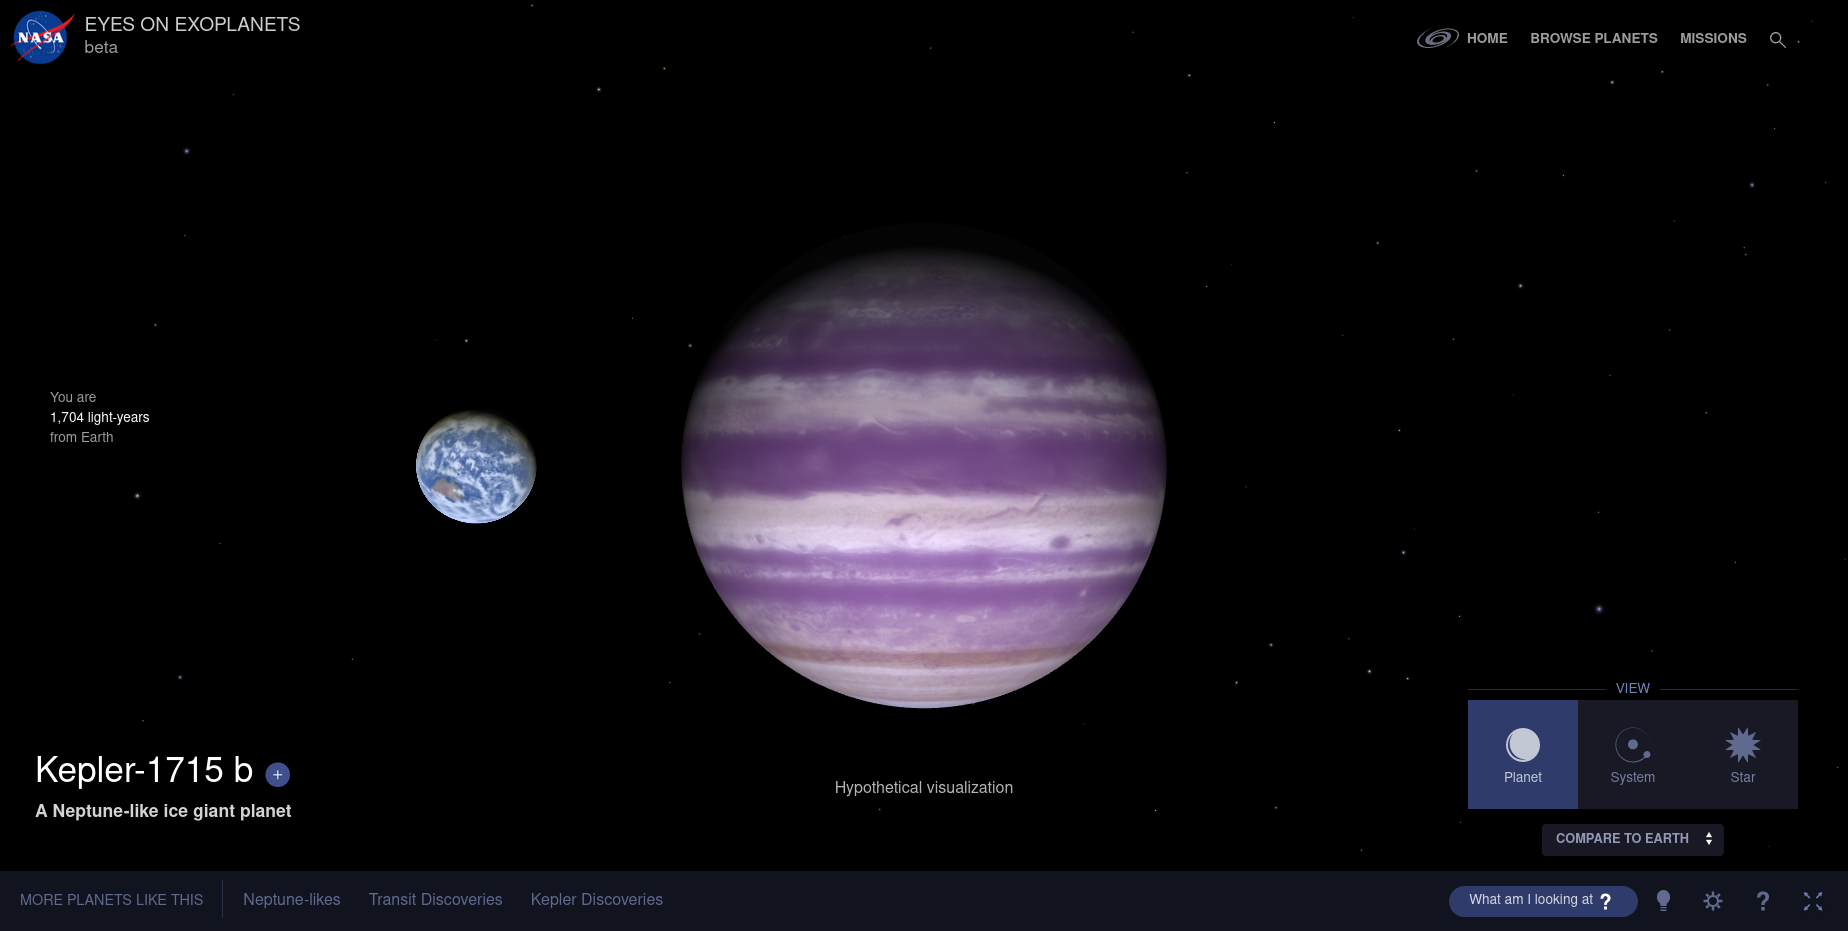 NASA
EYES ON EXOPLANETS
beta
HOME
BROWSE PLANETS
MISSIONS
You are
1,704 light-years
from Earth
Kepler-1715 b +
A Neptune-like ice giant planet
Hypothetical visualization
VIEW
Planet
System
Star
COMPARE TO EARTH
MORE PLANETS LIKE THIS
Neptune-likes
Transit Discoveries
Kepler Discoveries
What am I looking at ?
?